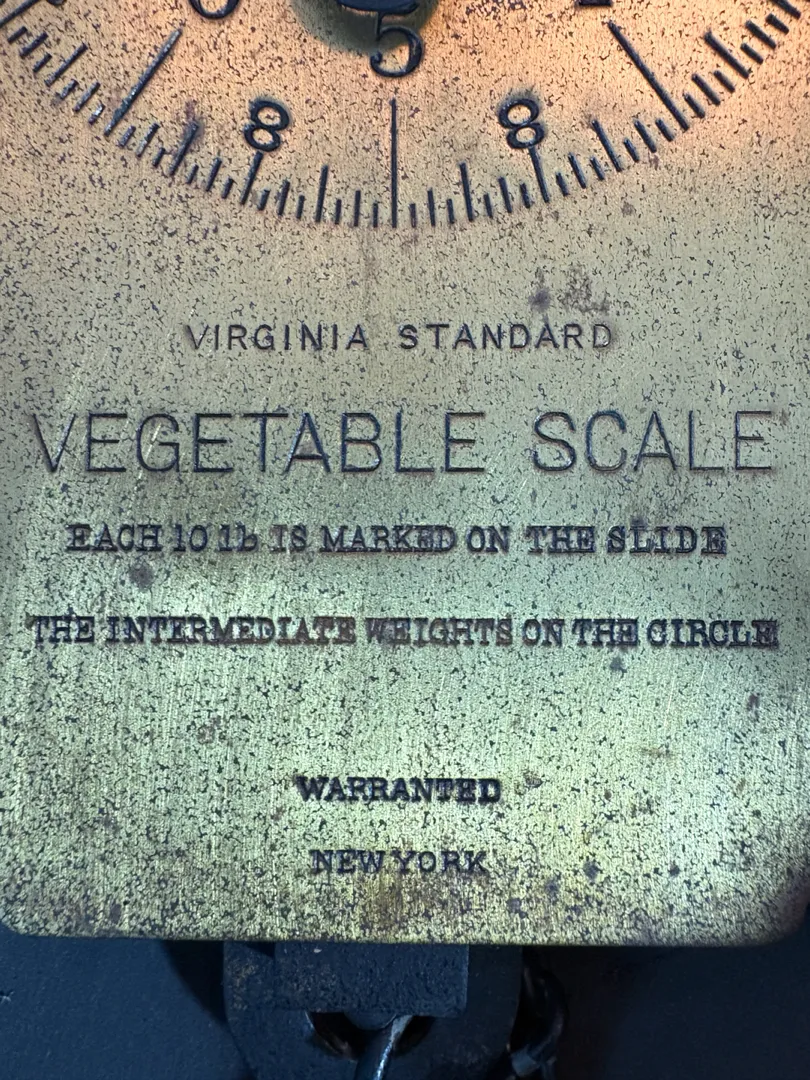 5
8 8
VIRGINIA STANDARD
VEGETABLE SCALE
EACH 10 lb IS MARKED ON THE SLIDE
THE INTERMEDIATE WEIGHTS ON THE CIRCLE
WARRANTED
NEW YORK